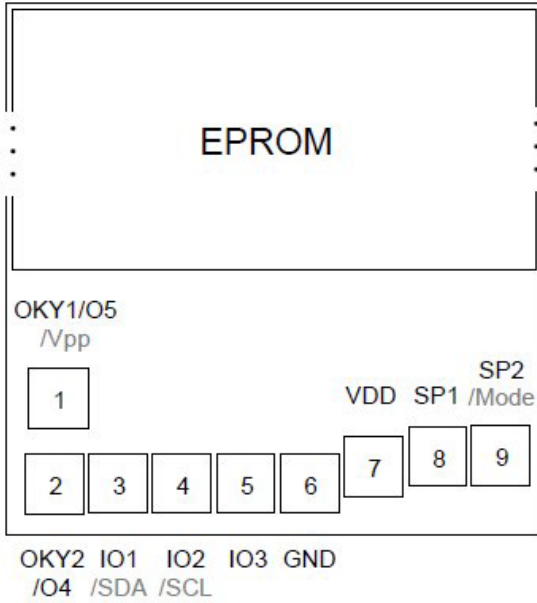 EPROM
OKY1/O5
/Vpp
SP2
VDD SP1 /Mode
1
2 3 4 5 6 7 8 9
OKY2 IO1 IO2 IO3 GND
/O4 /SDA /SCL